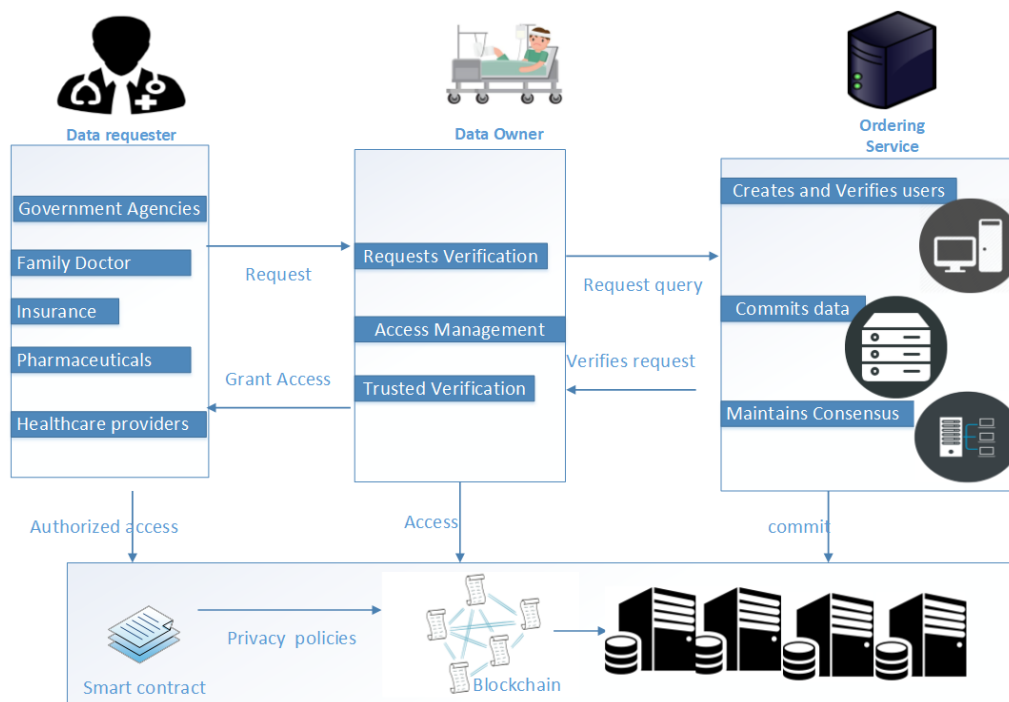 Data requester
Data Owner
Ordering
Service
Government Agencies
Family Doctor
Insurance
Pharmaceuticals
Healthcare providers
Request
Grant Access
Requests Verification
Access Management
Trusted Verification
Request query
Verifies request
Creates and Verifies users
Commits data
Maintains Consensus
Authorized access
Access
commit
Smart contract
Privacy policies
Blockchain